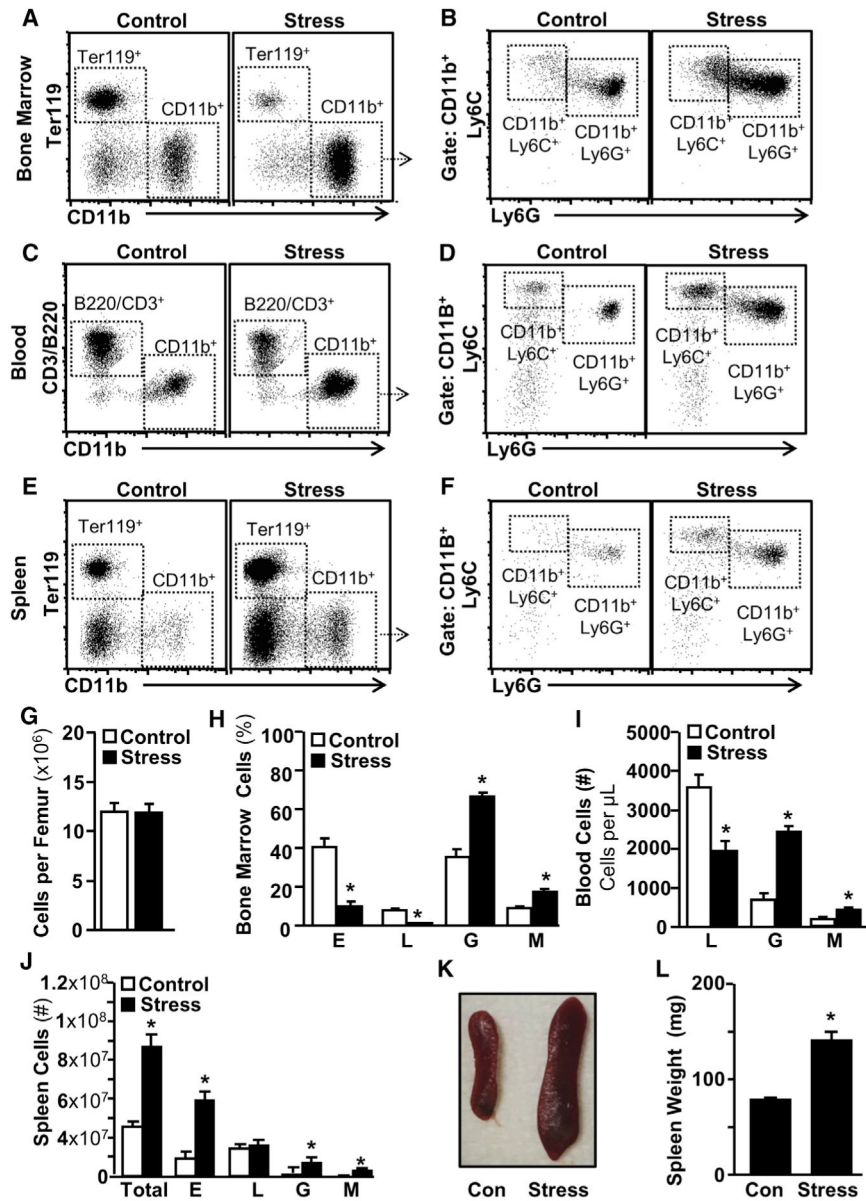 A
Control
Stress
Bone Marrow
Ter119
Ter119⁺
CD11b⁺
Ter119⁺
CD11b⁺
CD11b
B
Control
Stress
Gate: CD11b⁺
Ly6C
CD11b⁺
Ly6C⁺
CD11b⁺
Ly6G⁺
CD11b⁺
Ly6C⁺
CD11b⁺
Ly6G⁺
Ly6G
C
Control
Stress
Blood
CD3/B220
B220/CD3⁺
CD11b⁺
B220/CD3⁺
CD11b⁺
CD11b
D
Control
Stress
Gate: CD11B⁺
Ly6C
CD11b⁺
Ly6C⁺
CD11b⁺
Ly6G⁺
CD11b⁺
Ly6C⁺
CD11b⁺
Ly6G⁺
Ly6G
E
Control
Stress
Spleen
Ter119
Ter119⁺
CD11b⁺
Ter119⁺
CD11b⁺
CD11b
F
Control
Stress
Gate: CD11B⁺
Ly6C
CD11b⁺
Ly6C⁺
CD11b⁺
Ly6G⁺
CD11b⁺
Ly6C⁺
CD11b⁺
Ly6G⁺
Ly6G
G
Cells per Femur (x10⁶)
20
15
10
5
0
Control
Stress
H
Bone Marrow Cells (%)
100
80
60
40
20
0
Control
Stress
*
*
*
*
E L G M
I
Blood Cells (#)
Cells per µL
5000
4000
3000
2000
1000
0
Control
Stress
*
*
*
L G M
J
Spleen Cells (#)
1.2x10⁸
1x10⁸
8x10⁷
6x10⁷
4x10⁷
0
Control
Stress
*
*
*
*
Total E L G M
K
Con Stress
L
Spleen Weight (mg)
200
100
0
*
Con Stress